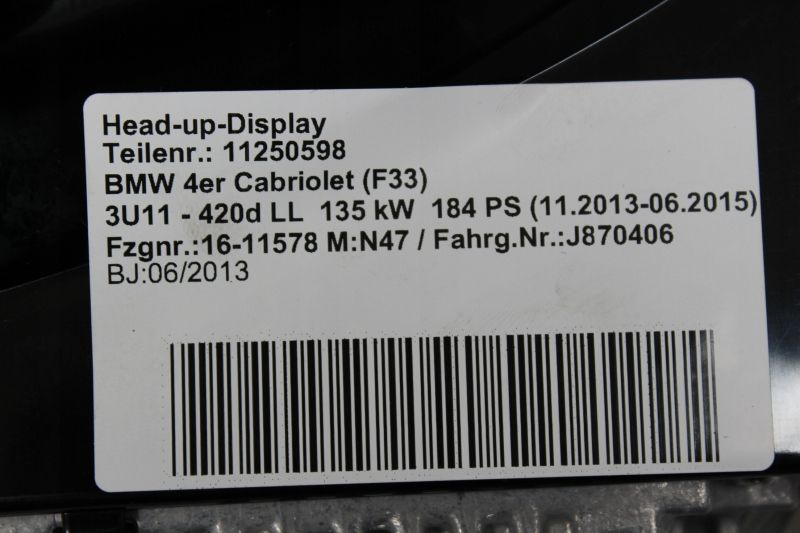 Head-up-Display
Teilenr.: 11250598
BMW 4er Cabriolet (F33)
3U11 - 420d LL 135 kW 184 PS (11.2013-06.2015)
Fzgnr.:16-11578 M:N47 / Fahrg.Nr.:J870406
BJ:06/2013